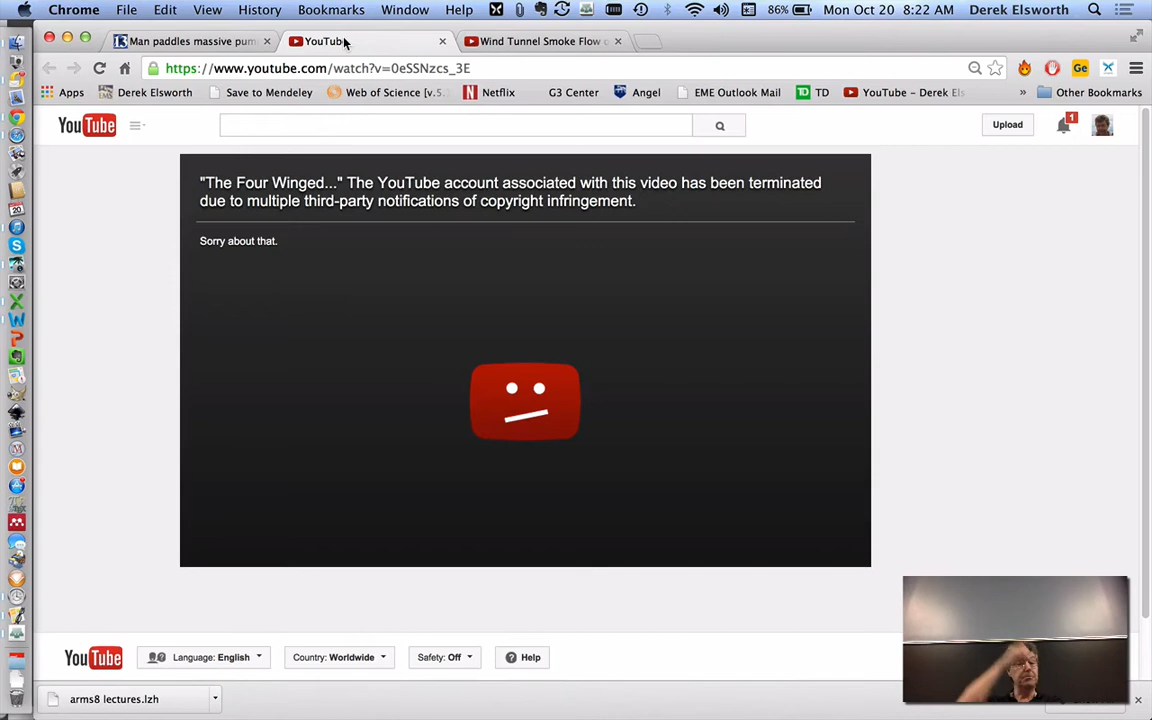 Chrome File Edit View History Bookmarks Window Help 86% Mon Oct 20 8:22 AM Derek Elsworth
Man paddles massive pum
YouTube
Wind Tunnel Smoke Flow
https://www.youtube.com/watch?v=0eSSNzcs_3E
Apps Derek Elsworth Save to Mendeley Web of Science [v.5. Netflix G3 Center Angel EME Outlook Mail TD YouTube - Derek Els » Other Bookmarks
YouTube Upload 1
"The Four Winged..." The YouTube account associated with this video has been terminated
due to multiple third-party notifications of copyright infringement.
Sorry about that.
YouTube Language: English Country: Worldwide Safety: Off Help
arms8 lectures.lzh